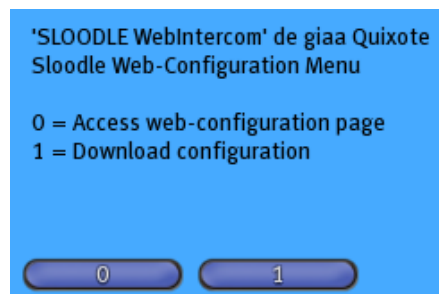 'SLOODLE WebIntercom' de giaa Quixote
Sloodle Web-Configuration Menu
0 = Access web-configuration page
1 = Download configuration
0 1